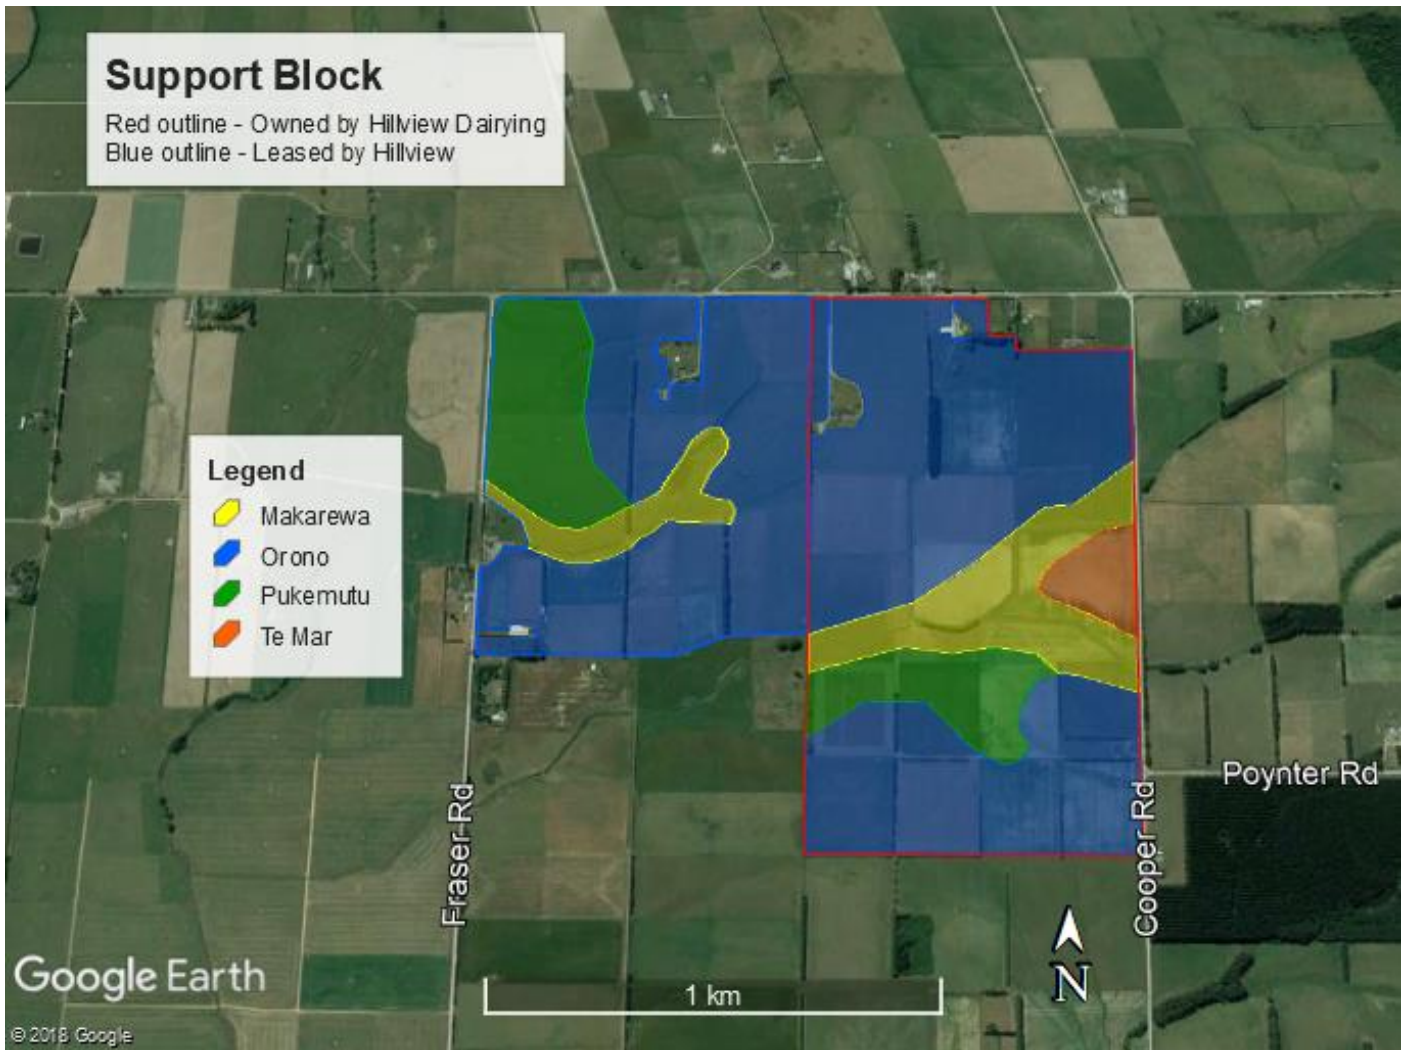 Support Block
Red outline - Owned by Hillview Dairying
Blue outline - Leased by Hillview
Legend
Makarewa
Orono
Pukemutu
Te Mar
Poynter Rd
Fraser Rd
Cooper Rd
N
Google Earth
1 km
© 2018 Google